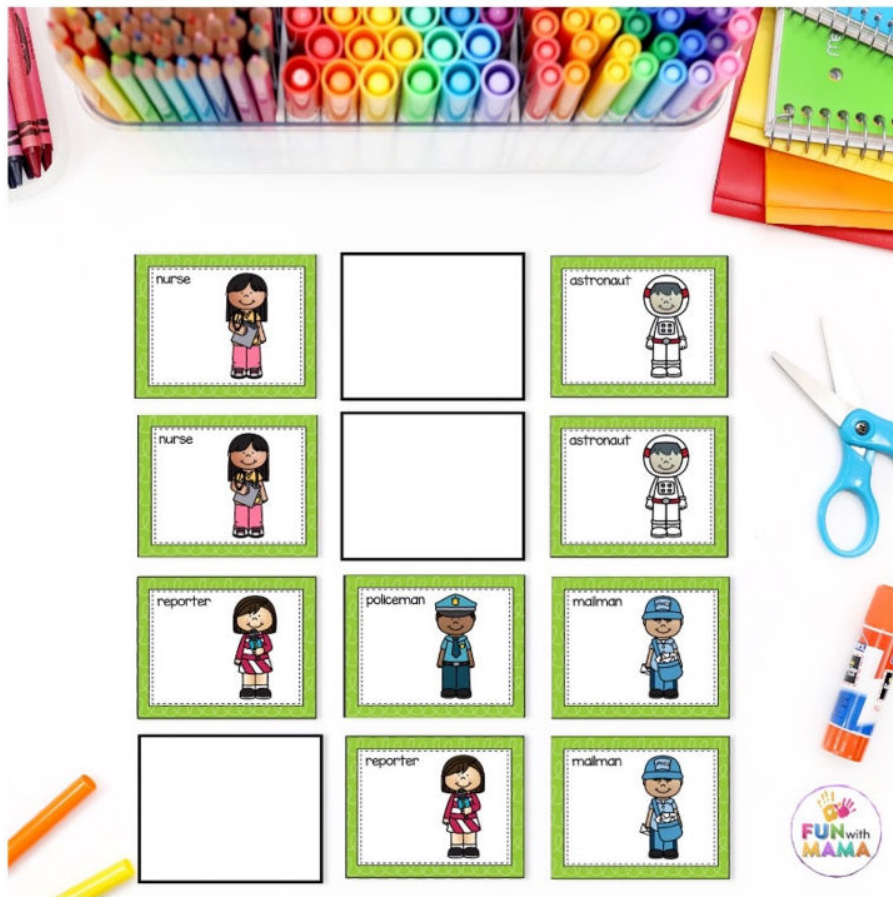 nurse
astronaut
nurse
astronaut
reporter
policeman
mailman
reporter
mailman
FUN with
MAMA